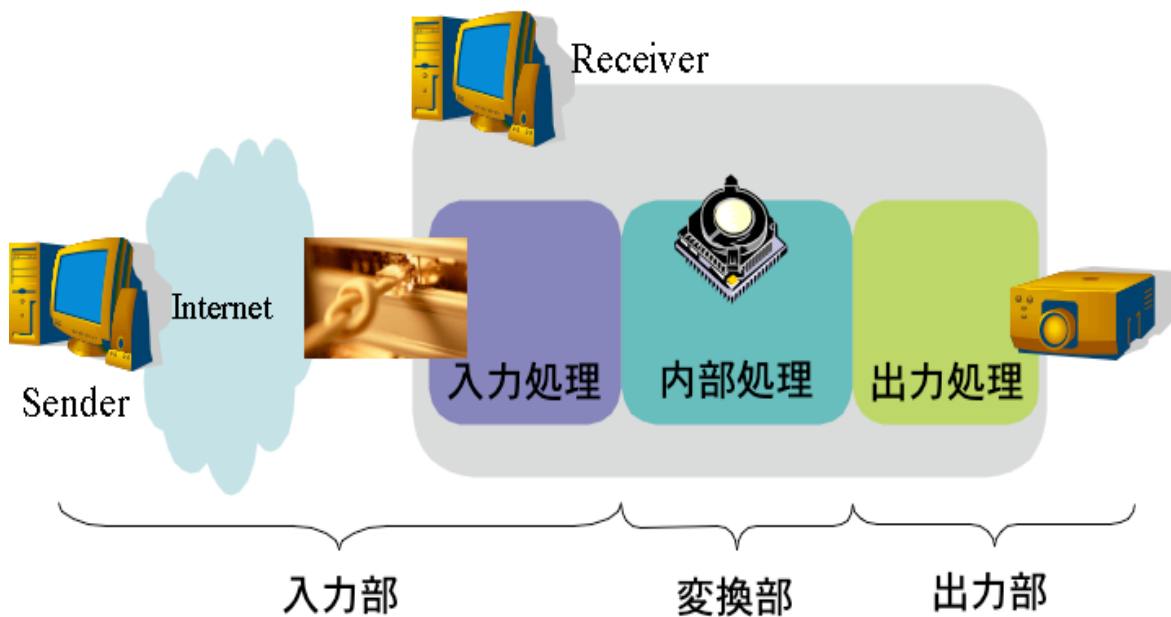 Receiver
Internet
Sender
入力処理
内部処理
出力処理
入力部
変換部
出力部